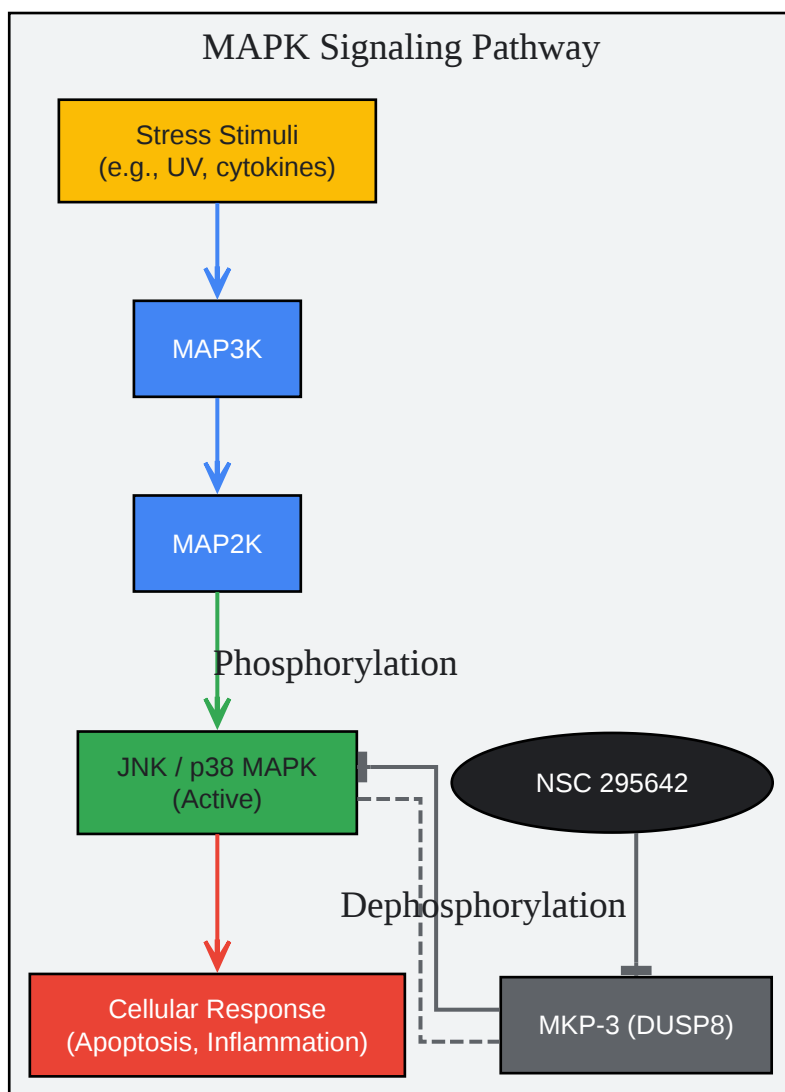 MAPK Signaling Pathway
Stress Stimuli
(e.g., UV, cytokines)
MAP3K
MAP2K
Phosphorylation
JNK / p38 MAPK
(Active)
NSC 295642
Dephosphorylation
Cellular Response
(Apoptosis, Inflammation)
MKP-3 (DUSP8)